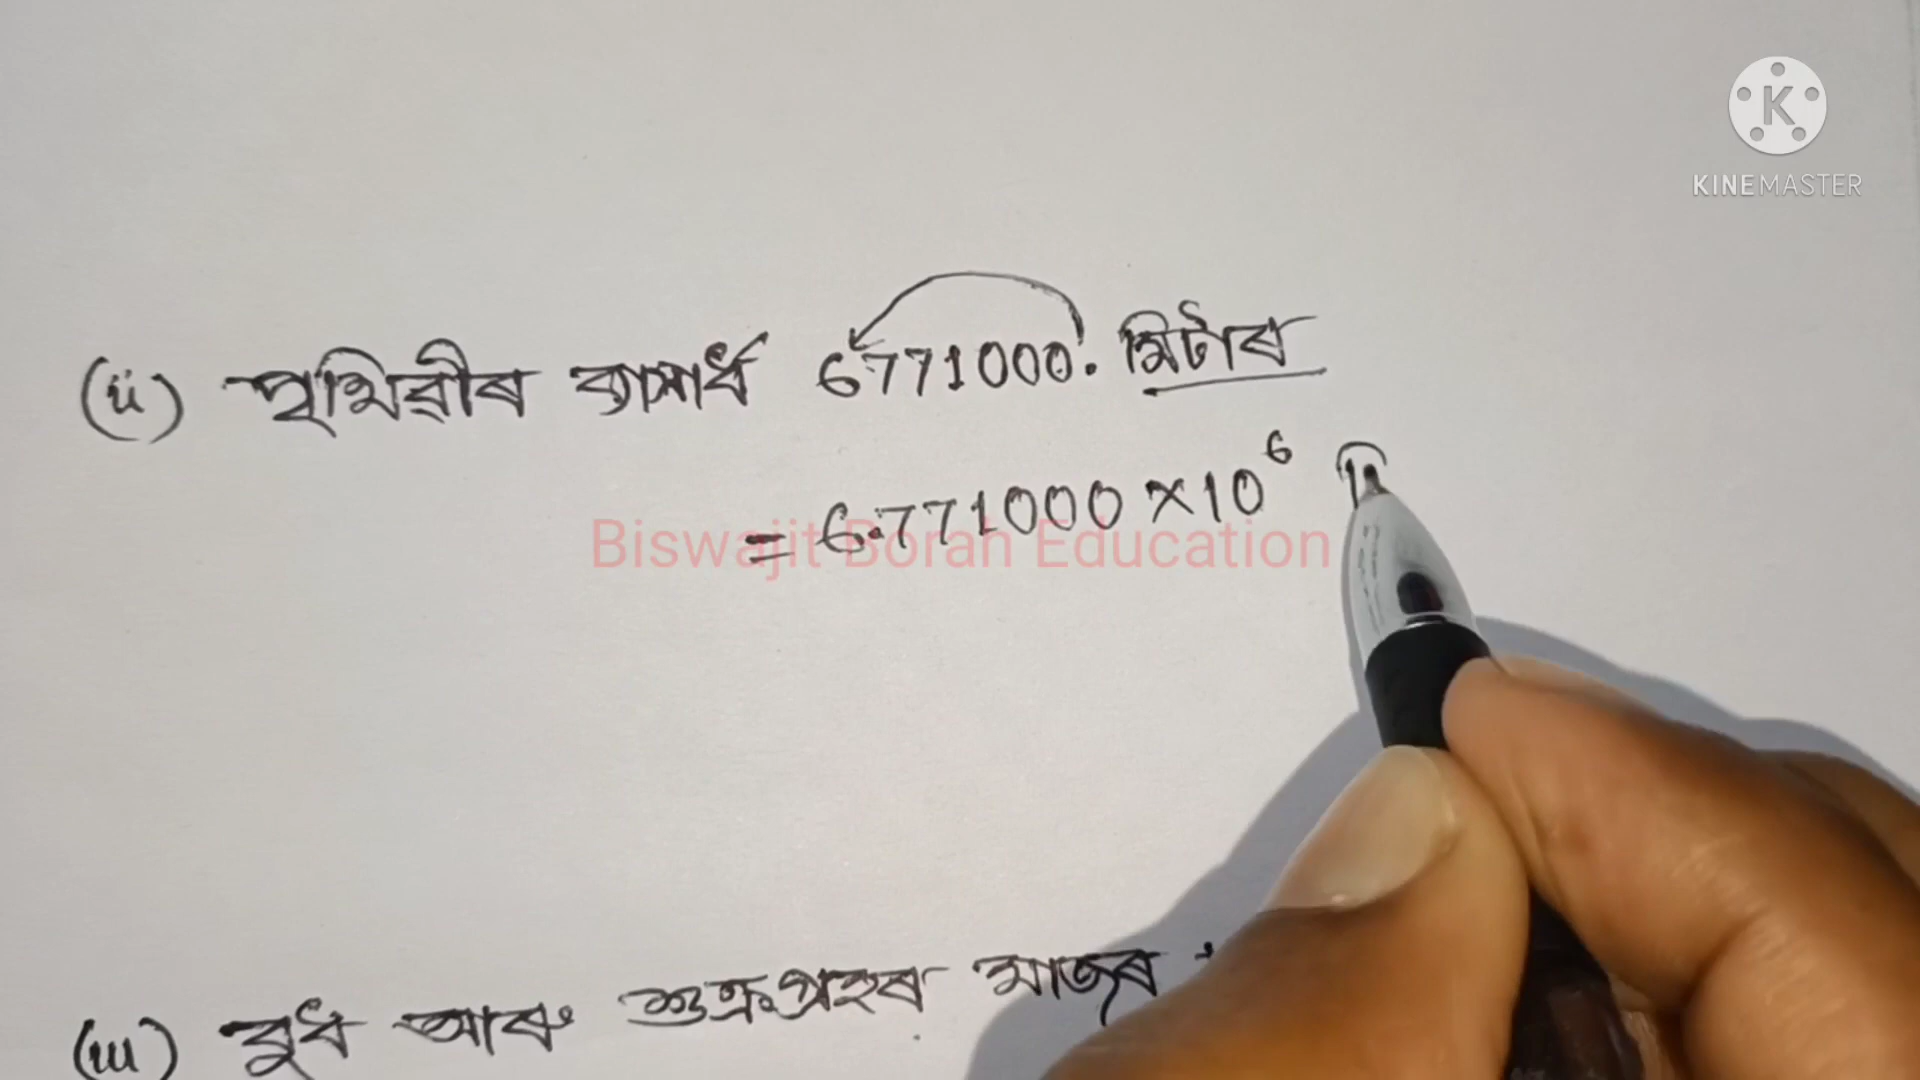 KINEMASTER
(ii) পৃথিৱীৰ ব্যাসাৰ্ধ 6771000. মিটাৰ
= 6.771000 × 10⁶ মি
Biswajit Borah Education
(iii) বুধ আৰু শুক্ৰগ্ৰহৰ মাজৰ